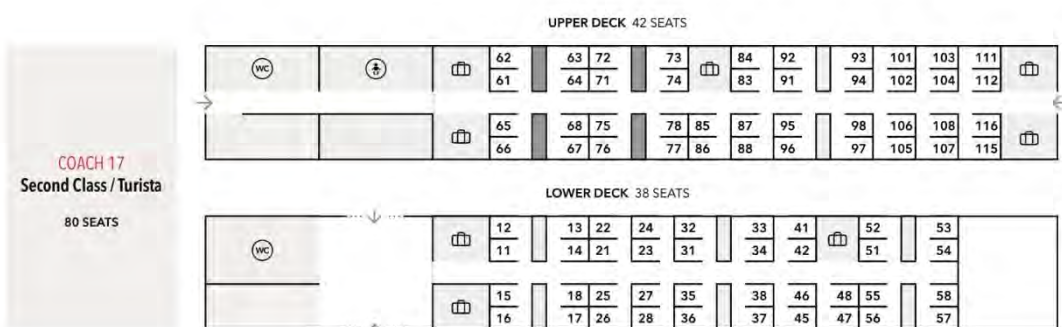 UPPER DECK 42 SEATS
WC
62 63 72 73 84 92 93 101 103 111
61 64 71 74 83 91 94 102 104 112
65 68 75 78 85 87 95 98 106 108 116
66 67 76 77 86 88 96 97 105 107 115
COACH 17
Second Class / Turista
80 SEATS
LOWER DECK 38 SEATS
WC
12 13 22 24 32 33 41 52 53
11 14 21 23 31 34 42 51 54
15 18 25 27 35 38 46 48 55 58
16 17 26 28 36 37 45 47 56 57